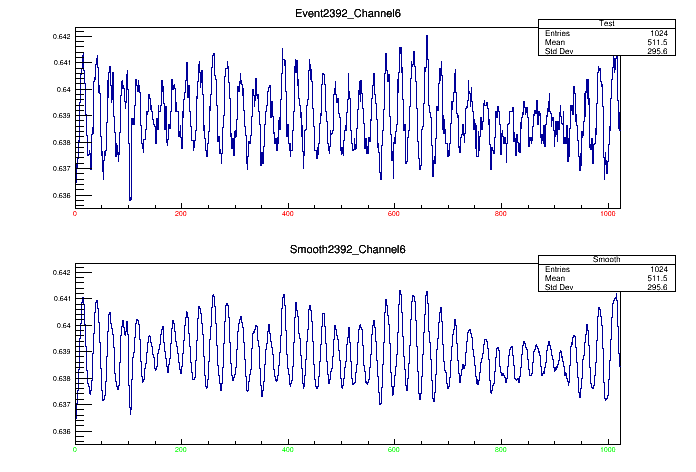 Event2392_Channel6
Test
Entries 1024
Mean 511.5
Std Dev 295.6
0.642
0.641
0.64
0.639
0.638
0.637
0.636
0 200 400 600 800 1000
Smooth2392_Channel6
Smooth
Entries 1024
Mean 511.5
Std Dev 295.6
0.642
0.641
0.64
0.639
0.638
0.637
0.636
0 200 400 600 800 1000